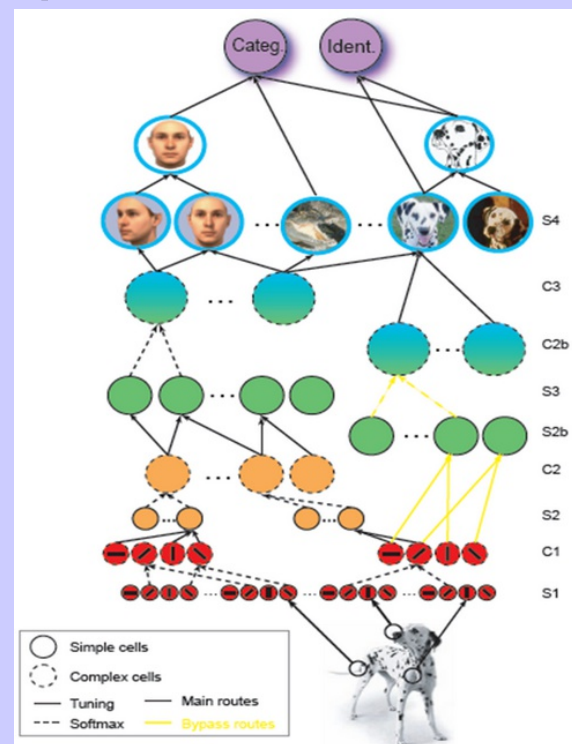 Categ.
Ident.
S4
C3
C2b
S3
S2b
C2
S2
C1
S1
Simple cells
Complex cells
Tuning
Main routes
Softmax
Bypass routes